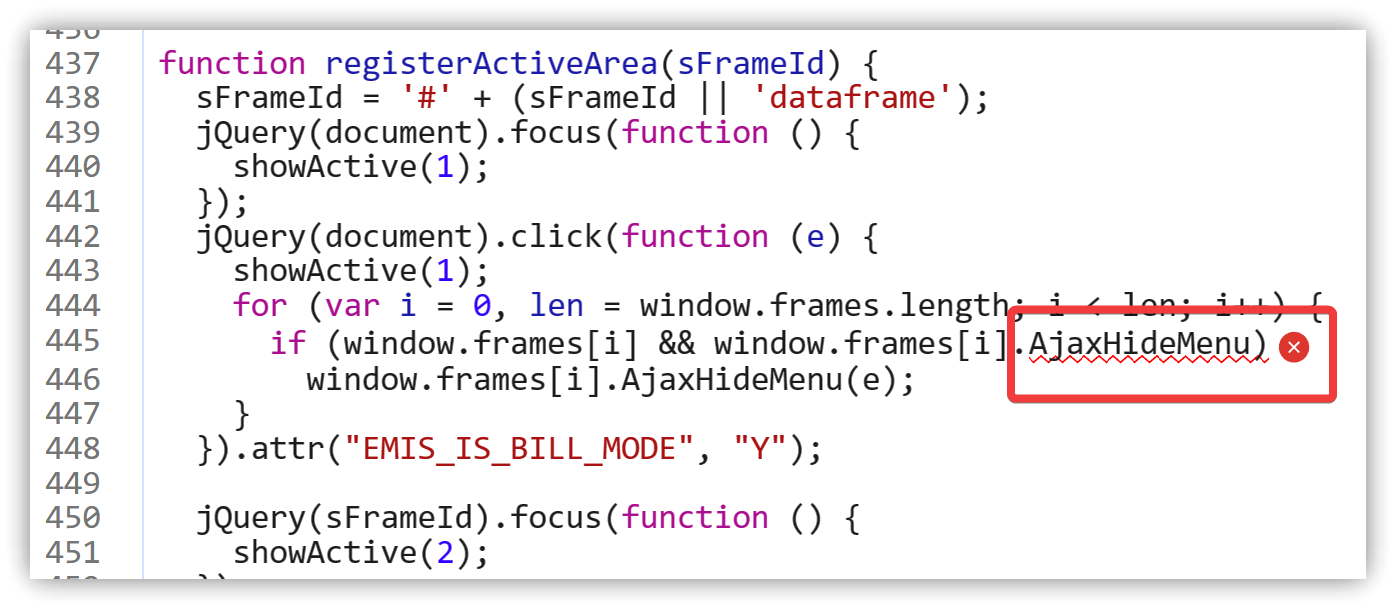 437 function registerActiveArea(sFrameId) {
438 sFrameId = '#' + (sFrameId || 'dataframe');
439 jQuery(document).focus(function () {
440 showActive(1);
441 });
442 jQuery(document).click(function (e) {
443 showActive(1);
444 for (var i = 0, len = window.frames.length; i < len; i++) {
445 if (window.frames[i] && window.frames[i].AjaxHideMenu)
446 window.frames[i].AjaxHideMenu(e);
447 }
448 }).attr("EMIS_IS_BILL_MODE", "Y");
449
450 jQuery(sFrameId).focus(function () {
451 showActive(2);